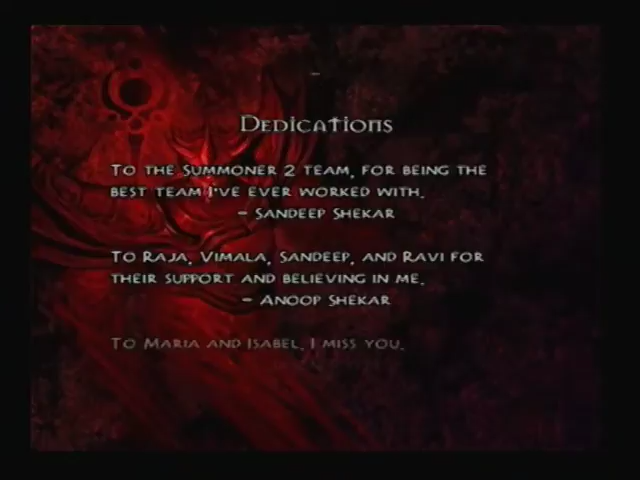 Dedications
To the Summoner 2 team, for being the
best team I've ever worked with.
- Sandeep Shekar
To Raja, Vimala, Sandeep, and Ravi for
their support and believing in me.
- Anoop Shekar
To Maria and Isabel, I miss you.